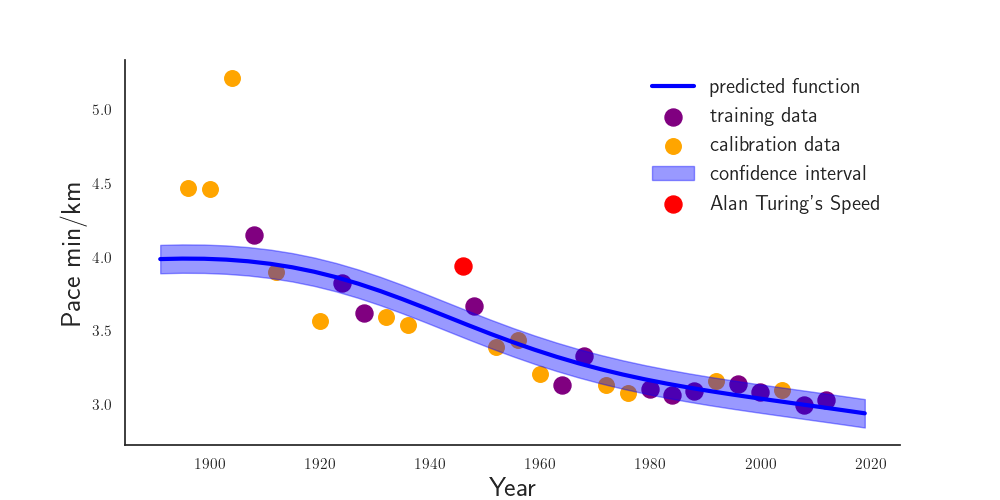 predicted function
training data
calibration data
confidence interval
Alan Turing's Speed
5.0
4.5
4.0
3.5
3.0
Pace min/km
1900 1920 1940 1960 1980 2000 2020
Year